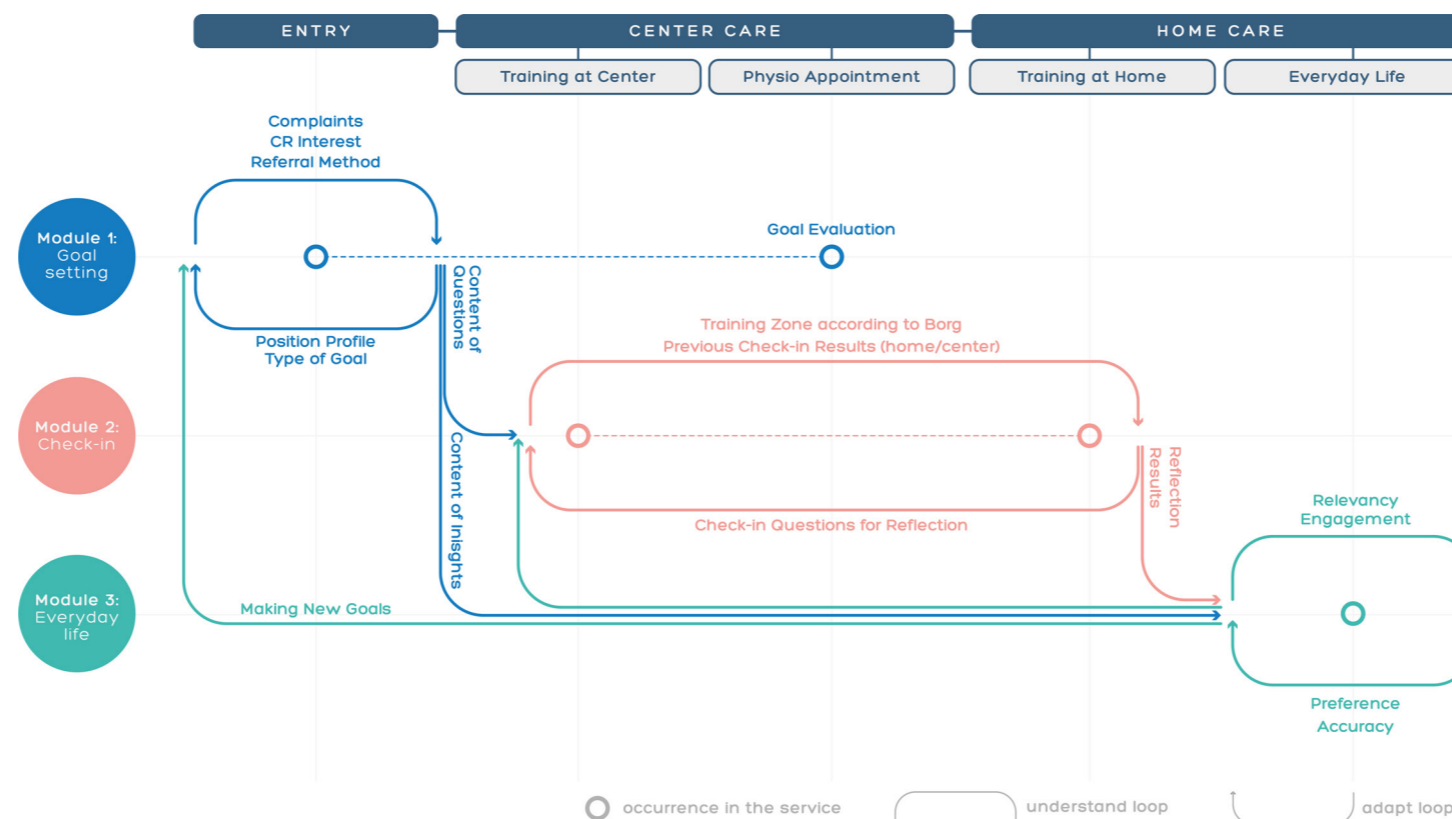 ENTRY
CENTER CARE
HOME CARE
Training at Center
Physio Appointment
Training at Home
Everyday Life
Complaints
CR Interest
Referral Method
Module 1:
Goal
setting
Goal Evaluation
Position Profile
Type of Goal
Content of
Questions
Training Zone according to Borg
Previous Check-in Results (home/center)
Module 2:
Check-in
Content of Inisghts
Reflection
Results
Check-in Questions for Reflection
Relevancy
Engagement
Module 3:
Everyday
life
Making New Goals
Preference
Accuracy
occurrence in the service
understand loop
adapt loop